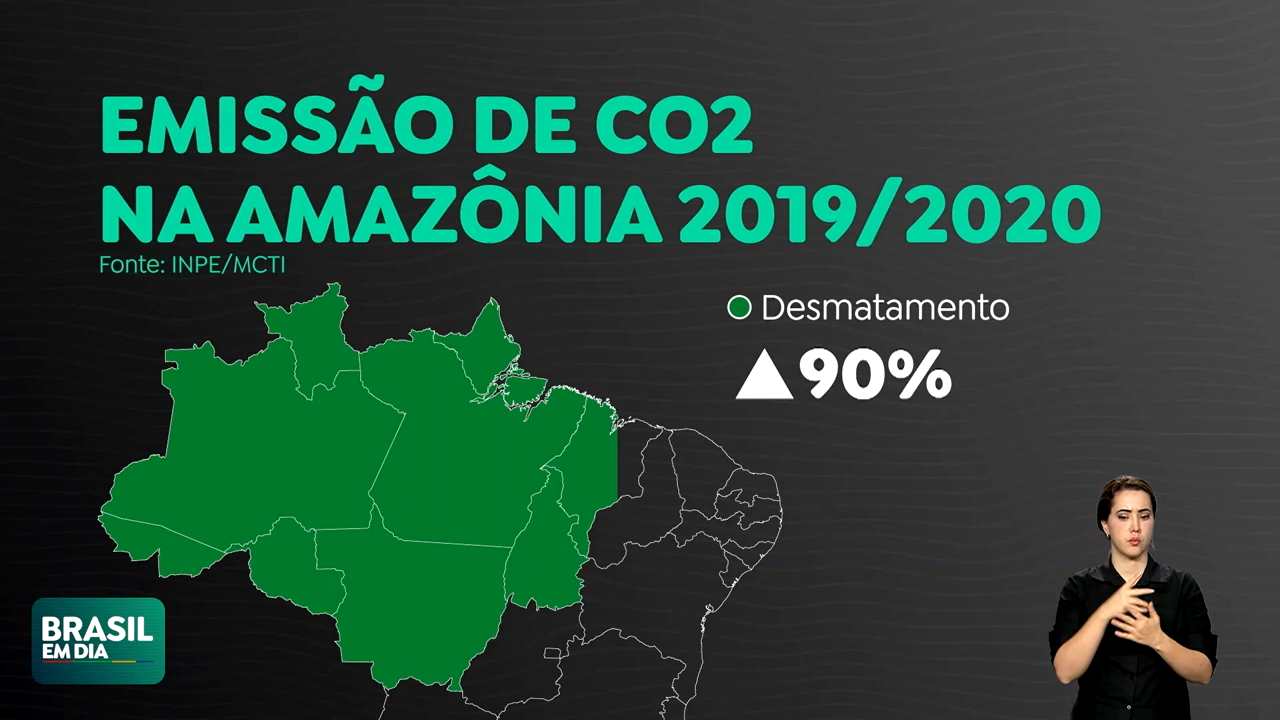 EMISSÃO DE CO2
NA AMAZÔNIA 2019/2020
Fonte: INPE/MCTI
Desmatamento
▲90%
BRASIL
EM DIA